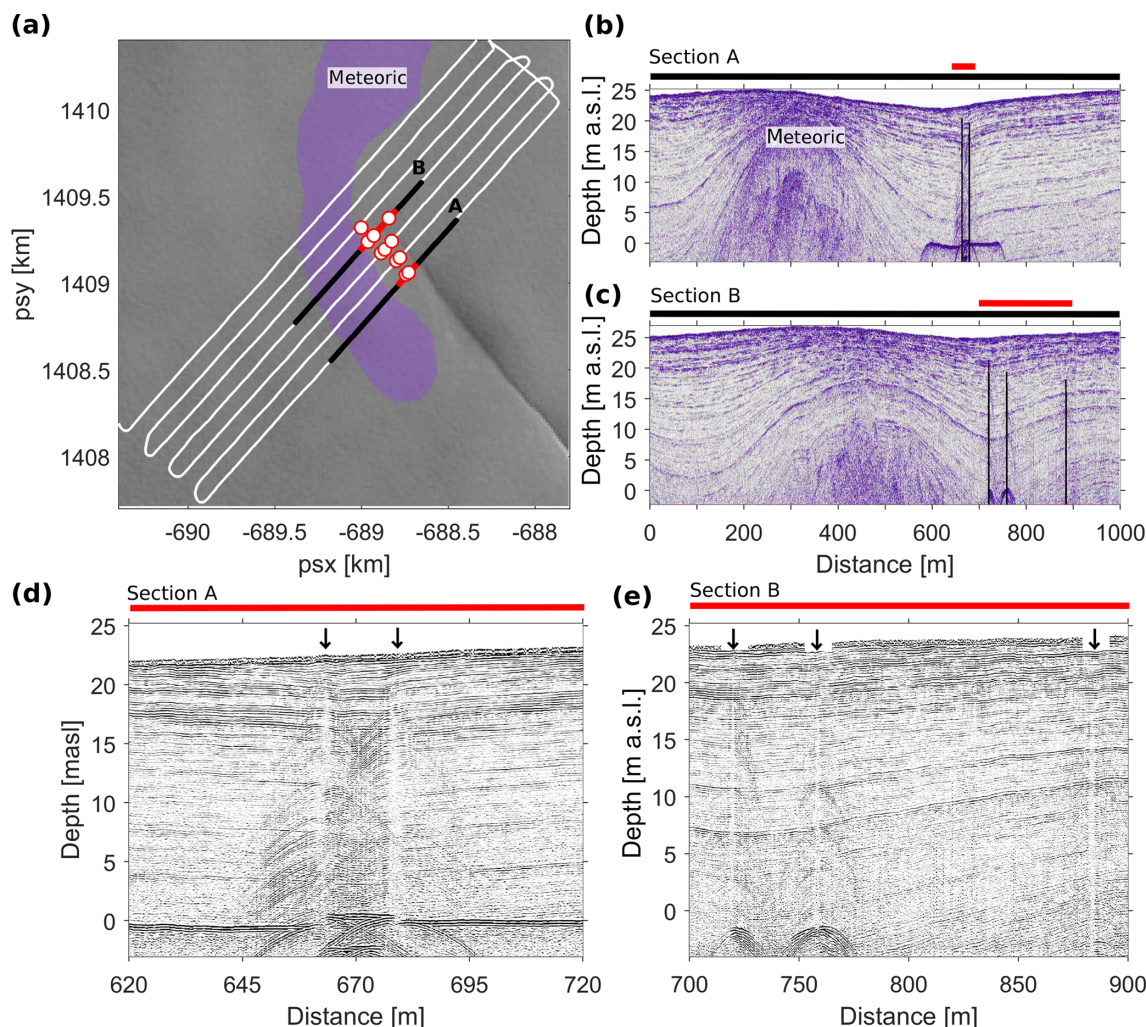 (a)
Meteoric
B
A
1410
1409.5
1409
1408.5
1408
psy [km]
-690
-689.5
-689
-688.5
-688
psx [km]
(b)
Section A
Meteoric
25
20
15
10
5
0
Depth [m a.s.l.]
(c)
Section B
25
20
15
10
5
0
Depth [m a.s.l.]
0
200
400
600
800
1000
Distance [m]
(d)
Section A
25
20
15
10
5
0
Depth [masl]
620
645
670
695
720
Distance [m]
(e)
Section B
25
20
15
10
5
0
Depth [m a.s.l.]
700
750
800
850
900
Distance [m]